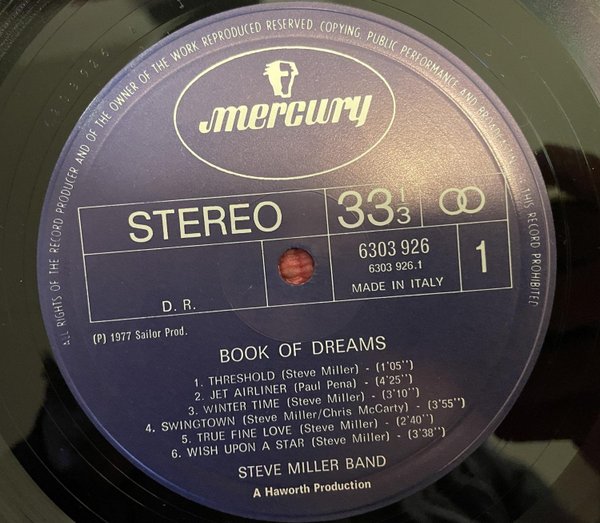 ALL RIGHTS OF THE RECORD PRODUCER AND OF THE OWNER OF THE WORK REPRODUCED RESERVED. COPYING, PUBLIC PERFORMANCE AND BROADCASTING THIS RECORD PROHIBITED
mercury
STEREO
33 1/3
6303 926
6303 926.1
MADE IN ITALY
1
D. R.
(P) 1977 Sailor Prod.
BOOK OF DREAMS
1. THRESHOLD (Steve Miller) - (1'05'')
2. JET AIRLINER (Paul Pena) - (4'25'')
3. WINTER TIME (Steve Miller) - (3'10'')
4. SWINGTOWN (Steve Miller/Chris McCarty) - (3'55'')
5. TRUE FINE LOVE (Steve Miller) - (2'40'')
6. WISH UPON A STAR (Steve Miller) - (3'38'')
STEVE MILLER BAND
A Haworth Production